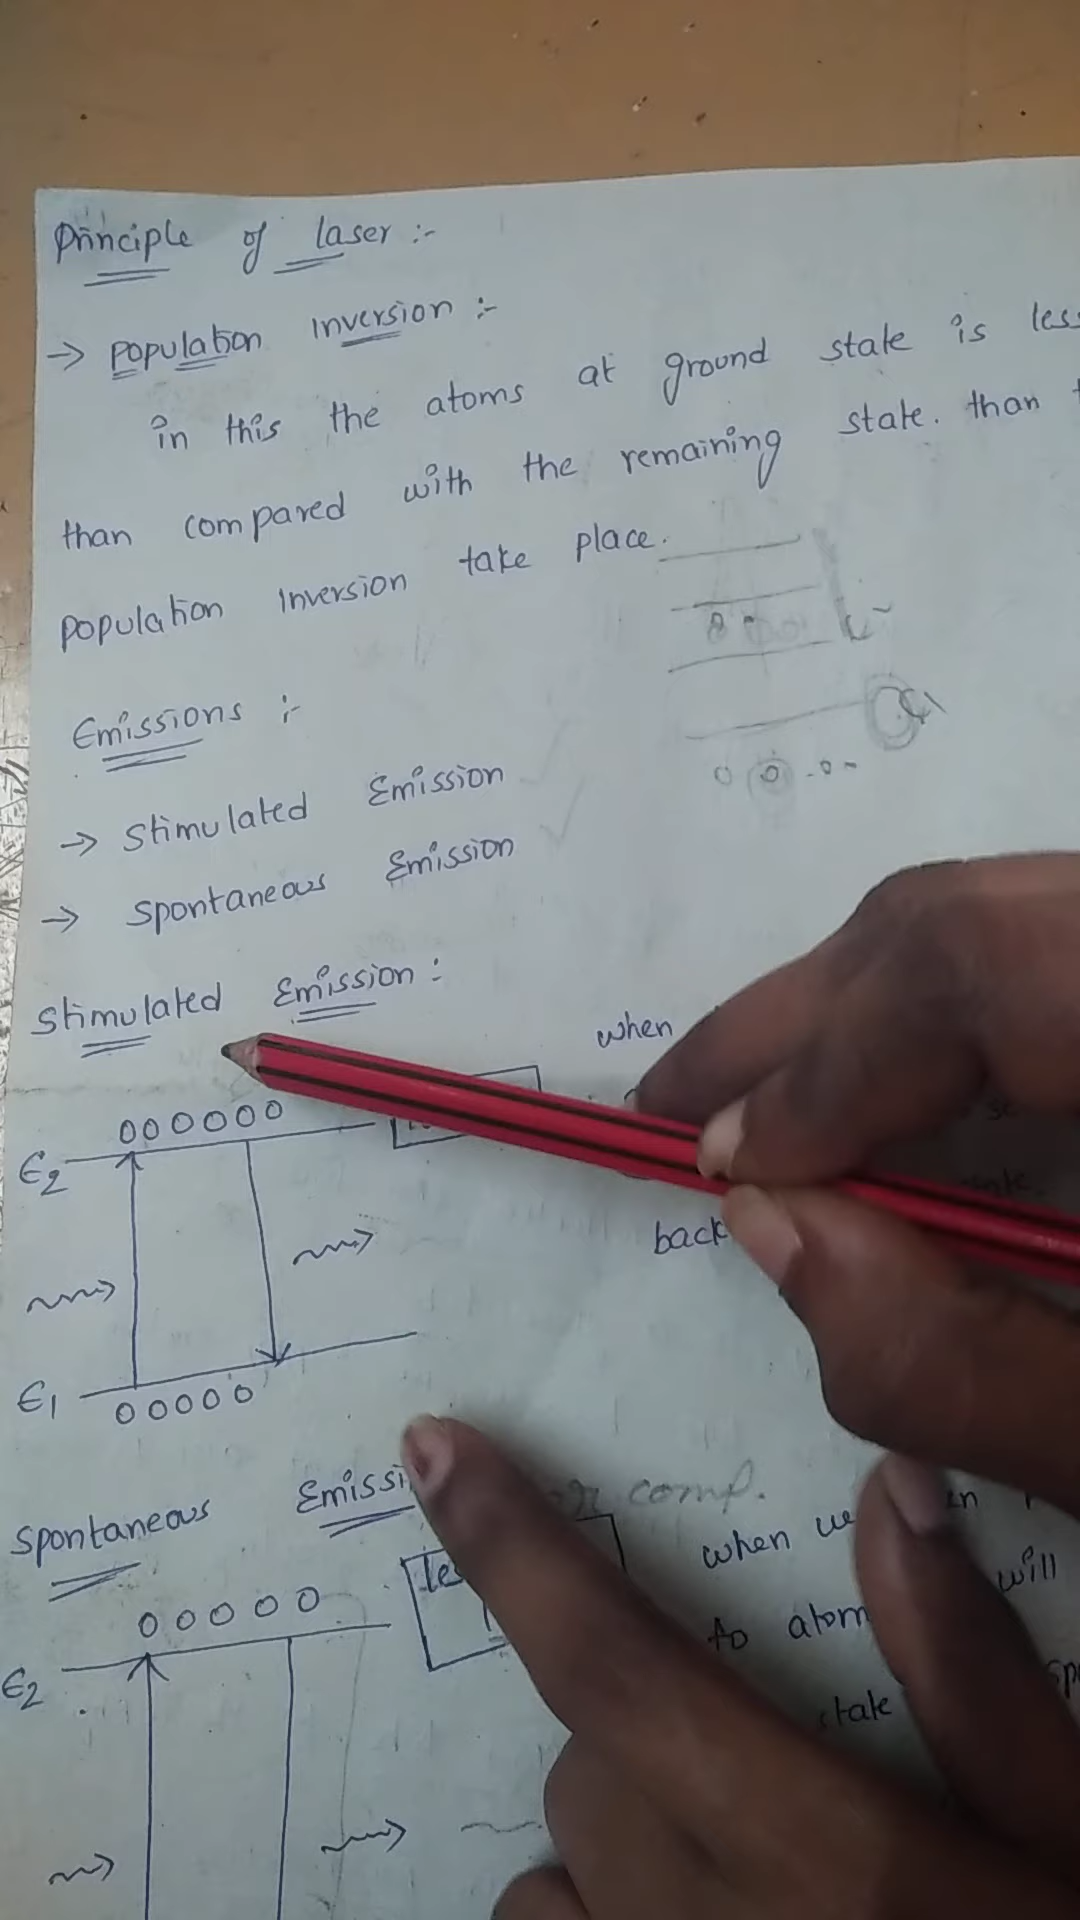 Principle of laser :-
→ population inversion :-
in this the atoms at ground state is less
than compared with the remaining state. than
population inversion take place.
Emissions :-
→ Stimulated Emission
→ Spontaneous Emission
Stimulated Emission :
when
000000
E2
back
E1
00000
Spontaneous
comp.
when we
00000
will
to atom
E2
state